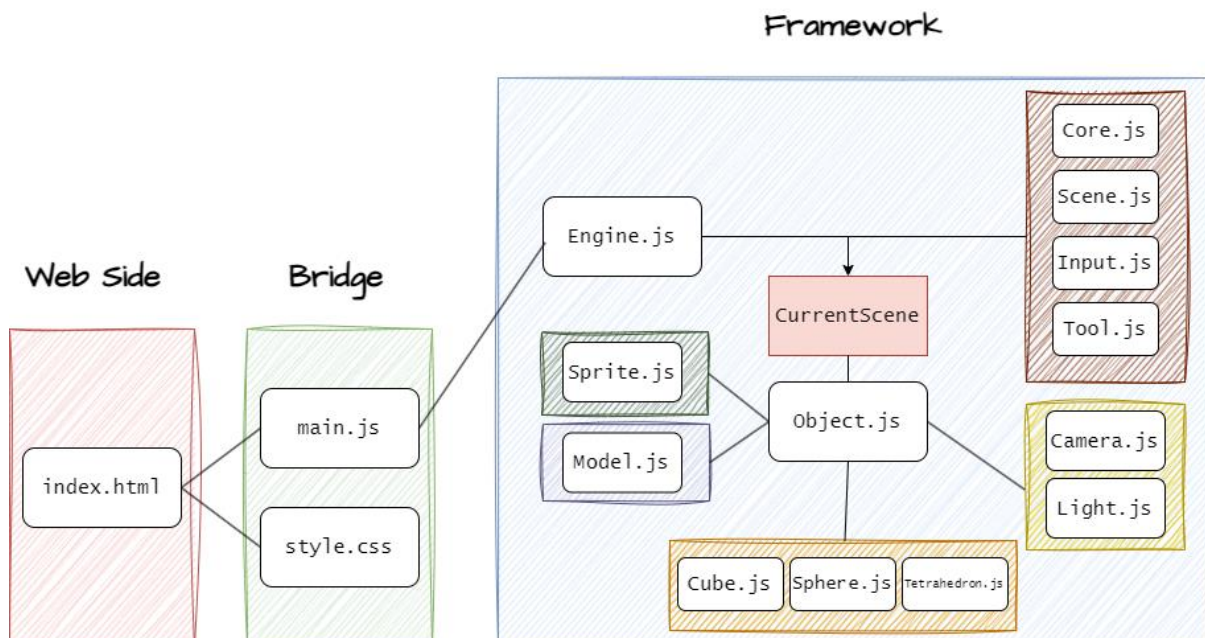 Framework
Web Side
Bridge
index.html
main.js
style.css
Engine.js
CurrentScene
Core.js
Scene.js
Input.js
Tool.js
Sprite.js
Model.js
Object.js
Camera.js
Light.js
Cube.js
Sphere.js
Tetrahedron.js